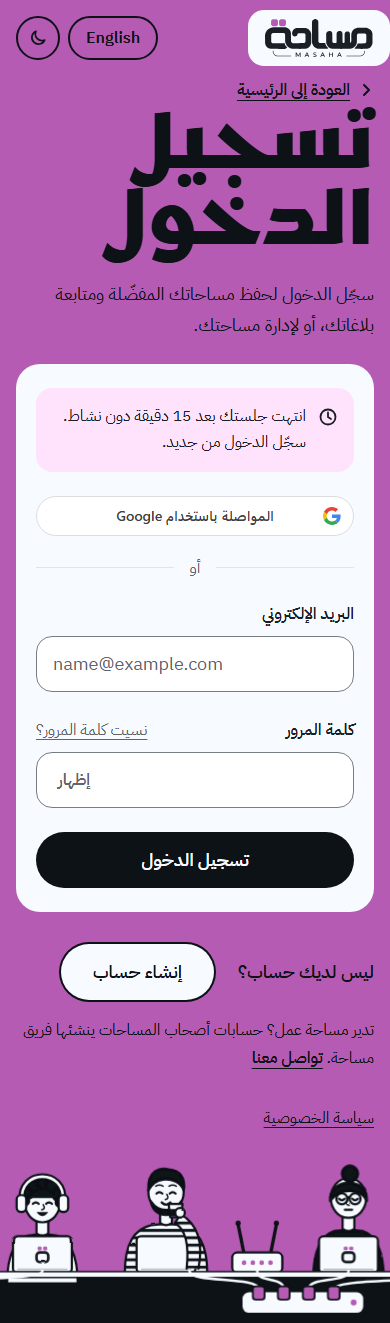 مساحة
MASAHA
English
العودة إلى الرئيسية
تسجيل
الدخول
سجّل الدخول لحفظ مساحاتك المفضّلة ومتابعة
بلاغاتك، أو لإدارة مساحتك.
انتهت جلستك بعد 15 دقيقة دون نشاط.
سجّل الدخول من جديد.
المواصلة باستخدام Google
أو
البريد الإلكتروني
name@example.com
كلمة المرور
نسيت كلمة المرور؟
إظهار
تسجيل الدخول
ليس لديك حساب؟
إنشاء حساب
تدير مساحة عمل؟ حسابات أصحاب المساحات ينشئها فريق
مساحة. تواصل معنا
سياسة الخصوصية